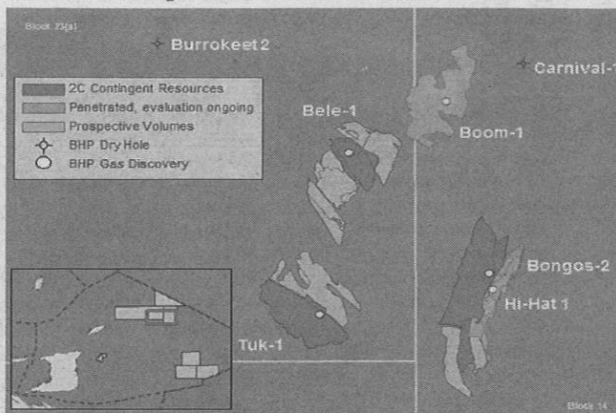 Block 23(a)
Burrokeet 2
Carnival-1
2C Contingent Resources
Penetrated, evaluation ongoing
Prospective Volumes
BHP Dry Hole
BHP Gas Discovery
Bele-1
Boom-1
Bongos-2
Hi-Hat 1
Tuk-1
Block 14